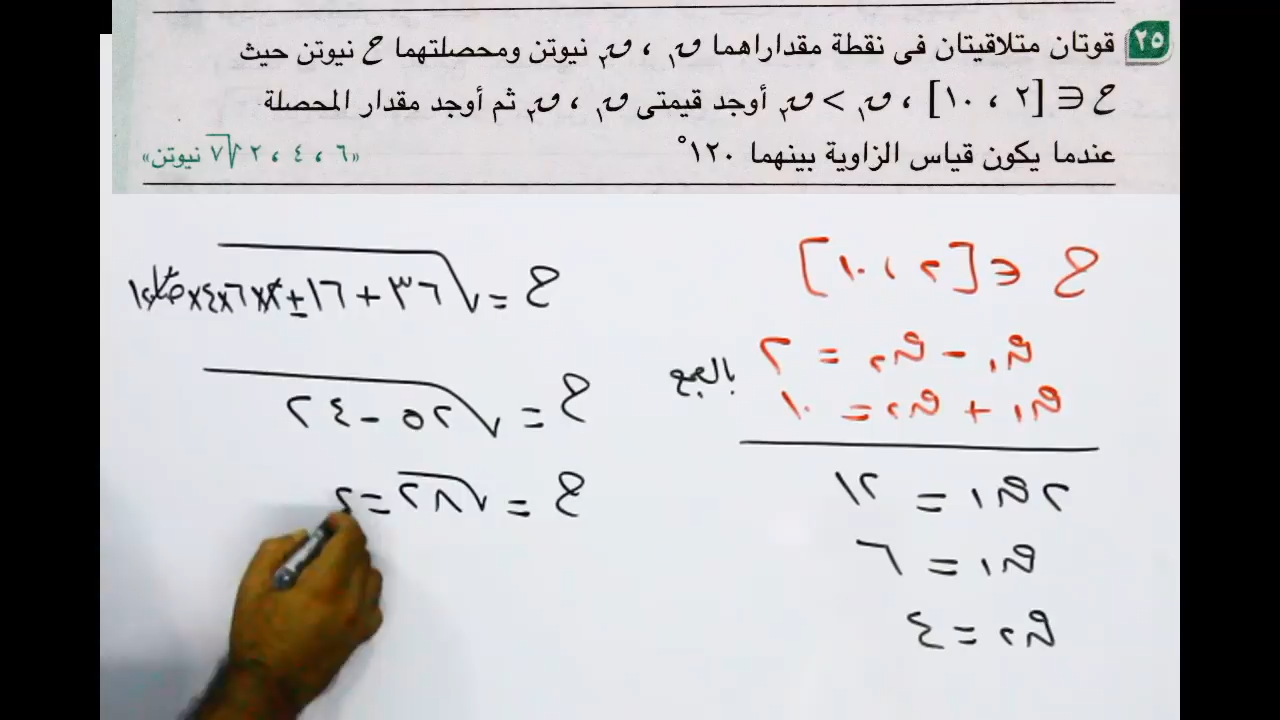 ٢٥ قوتان متلاقيتان فى نقطة مقداراهما ق١ ، ق٢ نيوتن ومحصلتهما ح نيوتن حيث
ح ∈ [٢ ، ١٠] ، ق١ > ق٢ أوجد قيمتى ق١ ، ق٢ ثم أوجد مقدار المحصلة
عندما يكون قياس الزاوية بينهما ١٢٠°
«٦ ، ٤ ، ٢√٧ نيوتن»
ح ∈ [٢ ، ١٠]
ق١ - ق٢ = ٢
ق١ + ق٢ = ١٠
بالجمع
٢ق١ = ١٢
ق١ = ٦
ق٢ = ٤
ح = √٣٦ + ١٦ ± ٢×٦×٤×
ح = √٥٢ - ٢٤
ح = √٢٨ = ٢